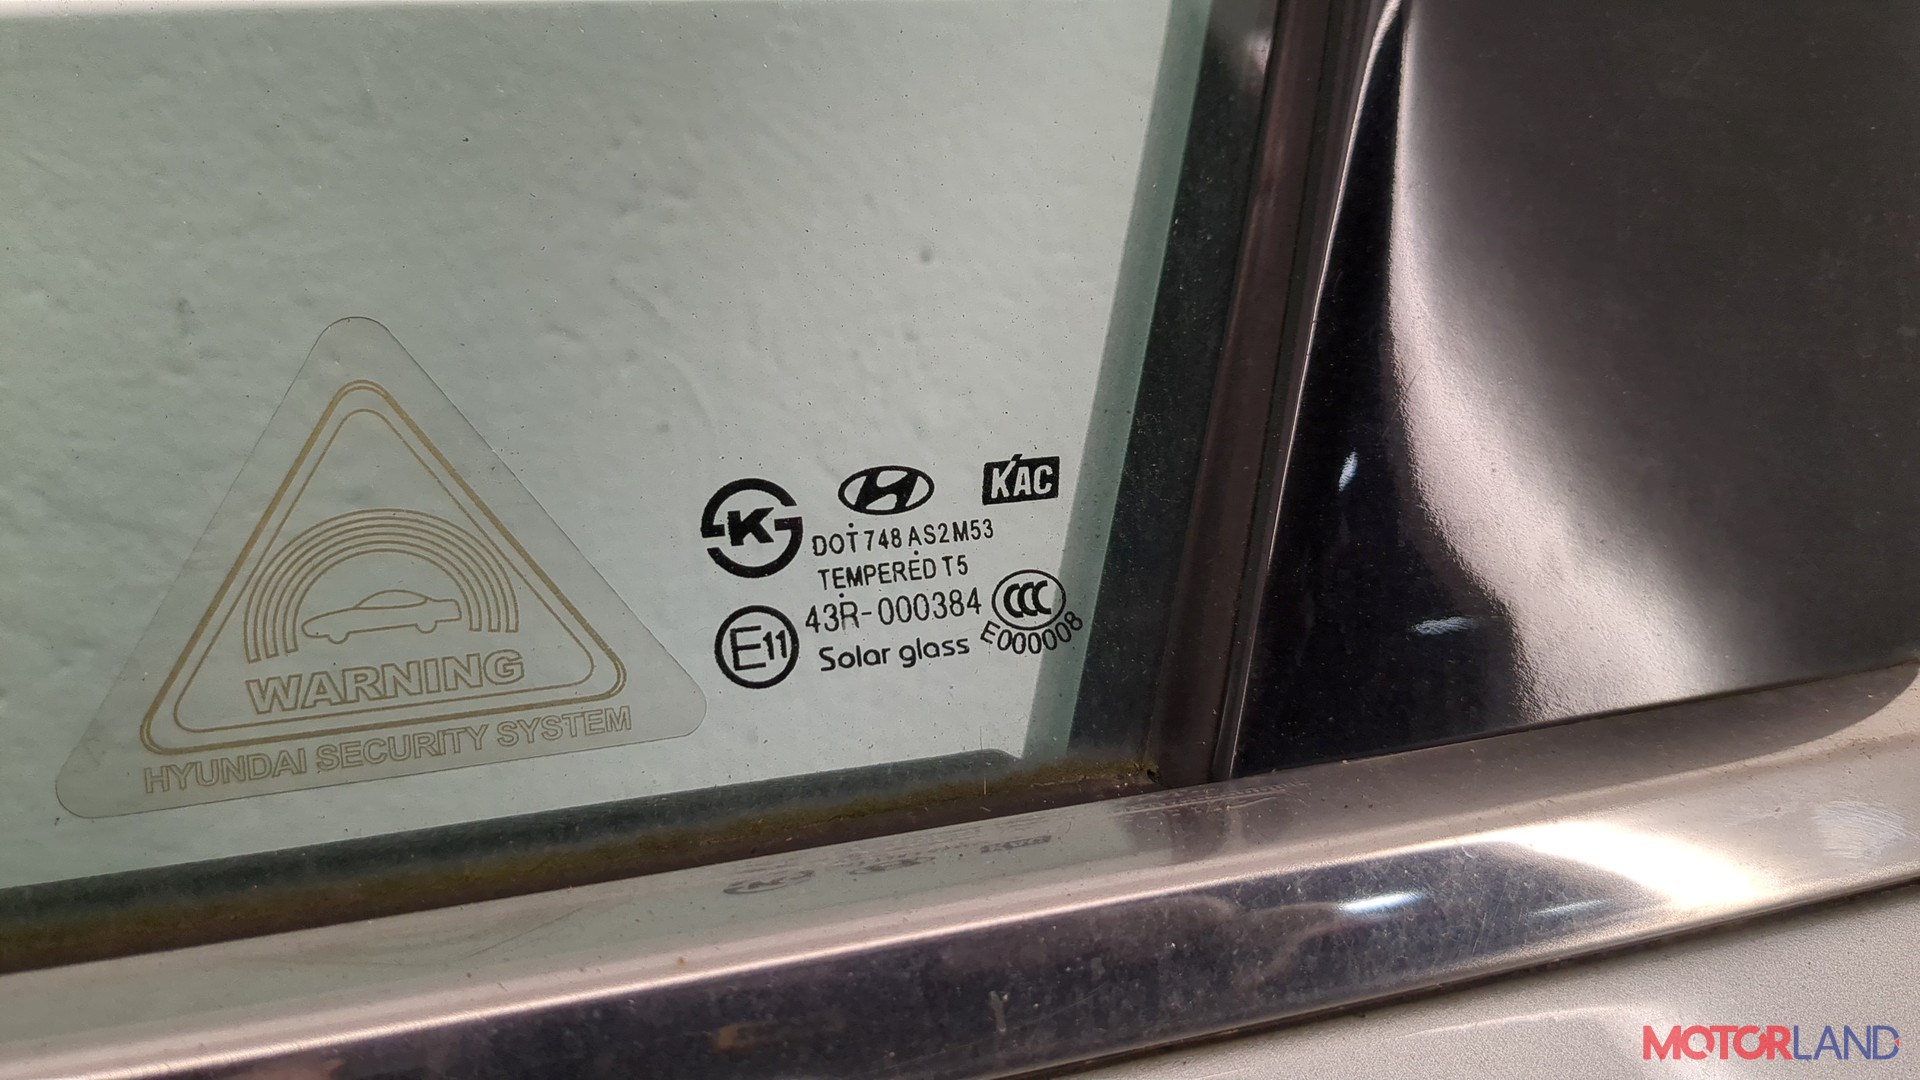 KAC
K
DOT 748 AS2 M53
TEMPERED T5
43R-000384
CCC
E000008
E11
Solar glass
WARNING
HYUNDAI SECURITY SYSTEM
MOTORLAND